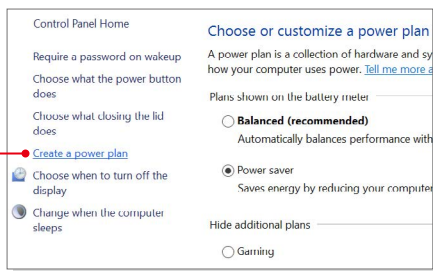 Control Panel Home
Require a password on wakeup
Choose what the power button
does
Choose what closing the lid
does
Create a power plan
Choose when to turn off the
display
Change when the computer
sleeps
Choose or customize a power plan
A power plan is a collection of hardware and sy
how your computer uses power. Tell me more a
Plans shown on the battery meter
Balanced (recommended)
Automatically balances performance with
Power saver
Saves energy by reducing your computer
Hide additional plans
Gaming